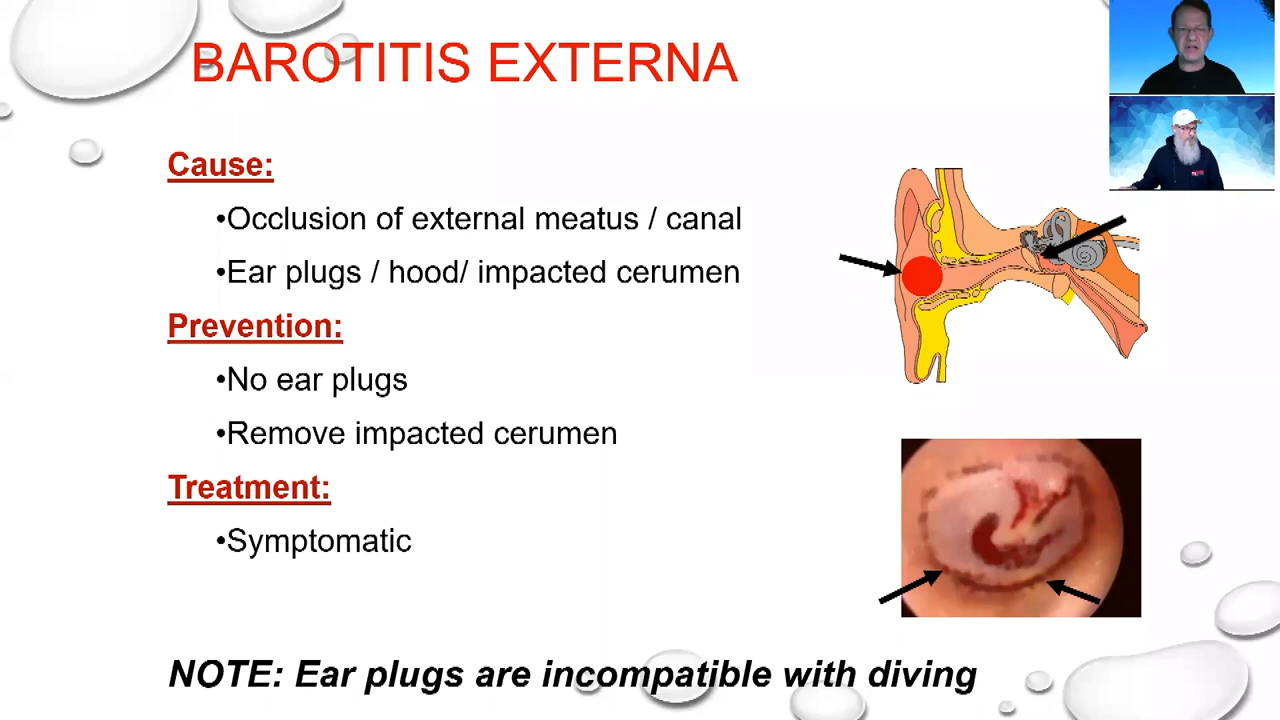 BAROTITIS EXTERNA
Cause:
•Occlusion of external meatus / canal
•Ear plugs / hood/ impacted cerumen
Prevention:
•No ear plugs
•Remove impacted cerumen
Treatment:
•Symptomatic
NOTE: Ear plugs are incompatible with diving